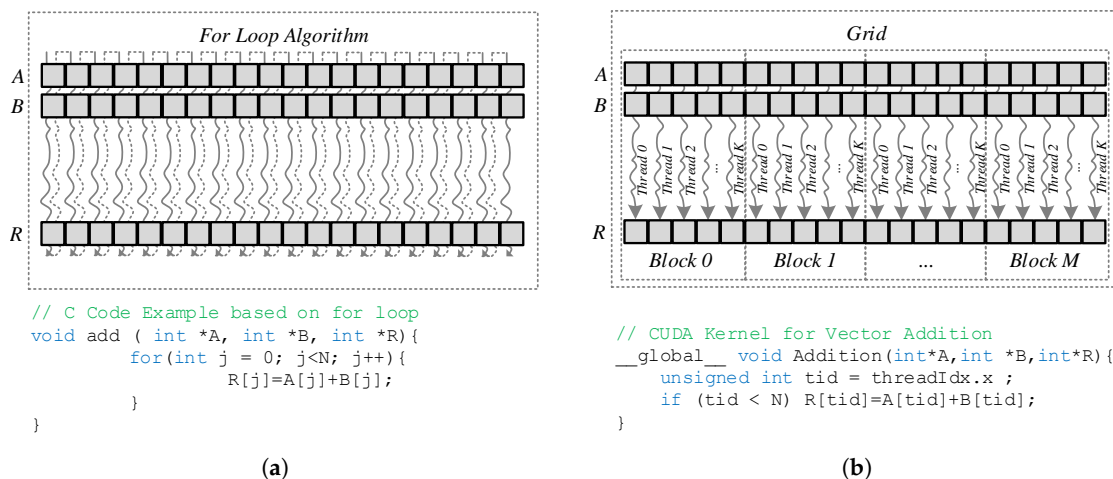 For Loop Algorithm
A
B
R
// C Code Example based on for loop
void add ( int *A, int *B, int *R){
for(int j = 0; j<N; j++){
R[j]=A[j]+B[j];
}
}
(a)
Grid
A
B
Thread 0
Thread 1
Thread 2
...
Thread K
Thread 0
Thread 1
Thread 2
...
Thread K
Thread 0
Thread 1
Thread 2
...
Thread K
Thread 0
Thread 1
Thread 2
...
Thread K
R
Block 0 Block 1 ... Block M
// CUDA Kernel for Vector Addition
__global__ void Addition(int*A,int *B,int*R){
unsigned int tid = threadIdx.x ;
if (tid < N) R[tid]=A[tid]+B[tid];
}
(b)